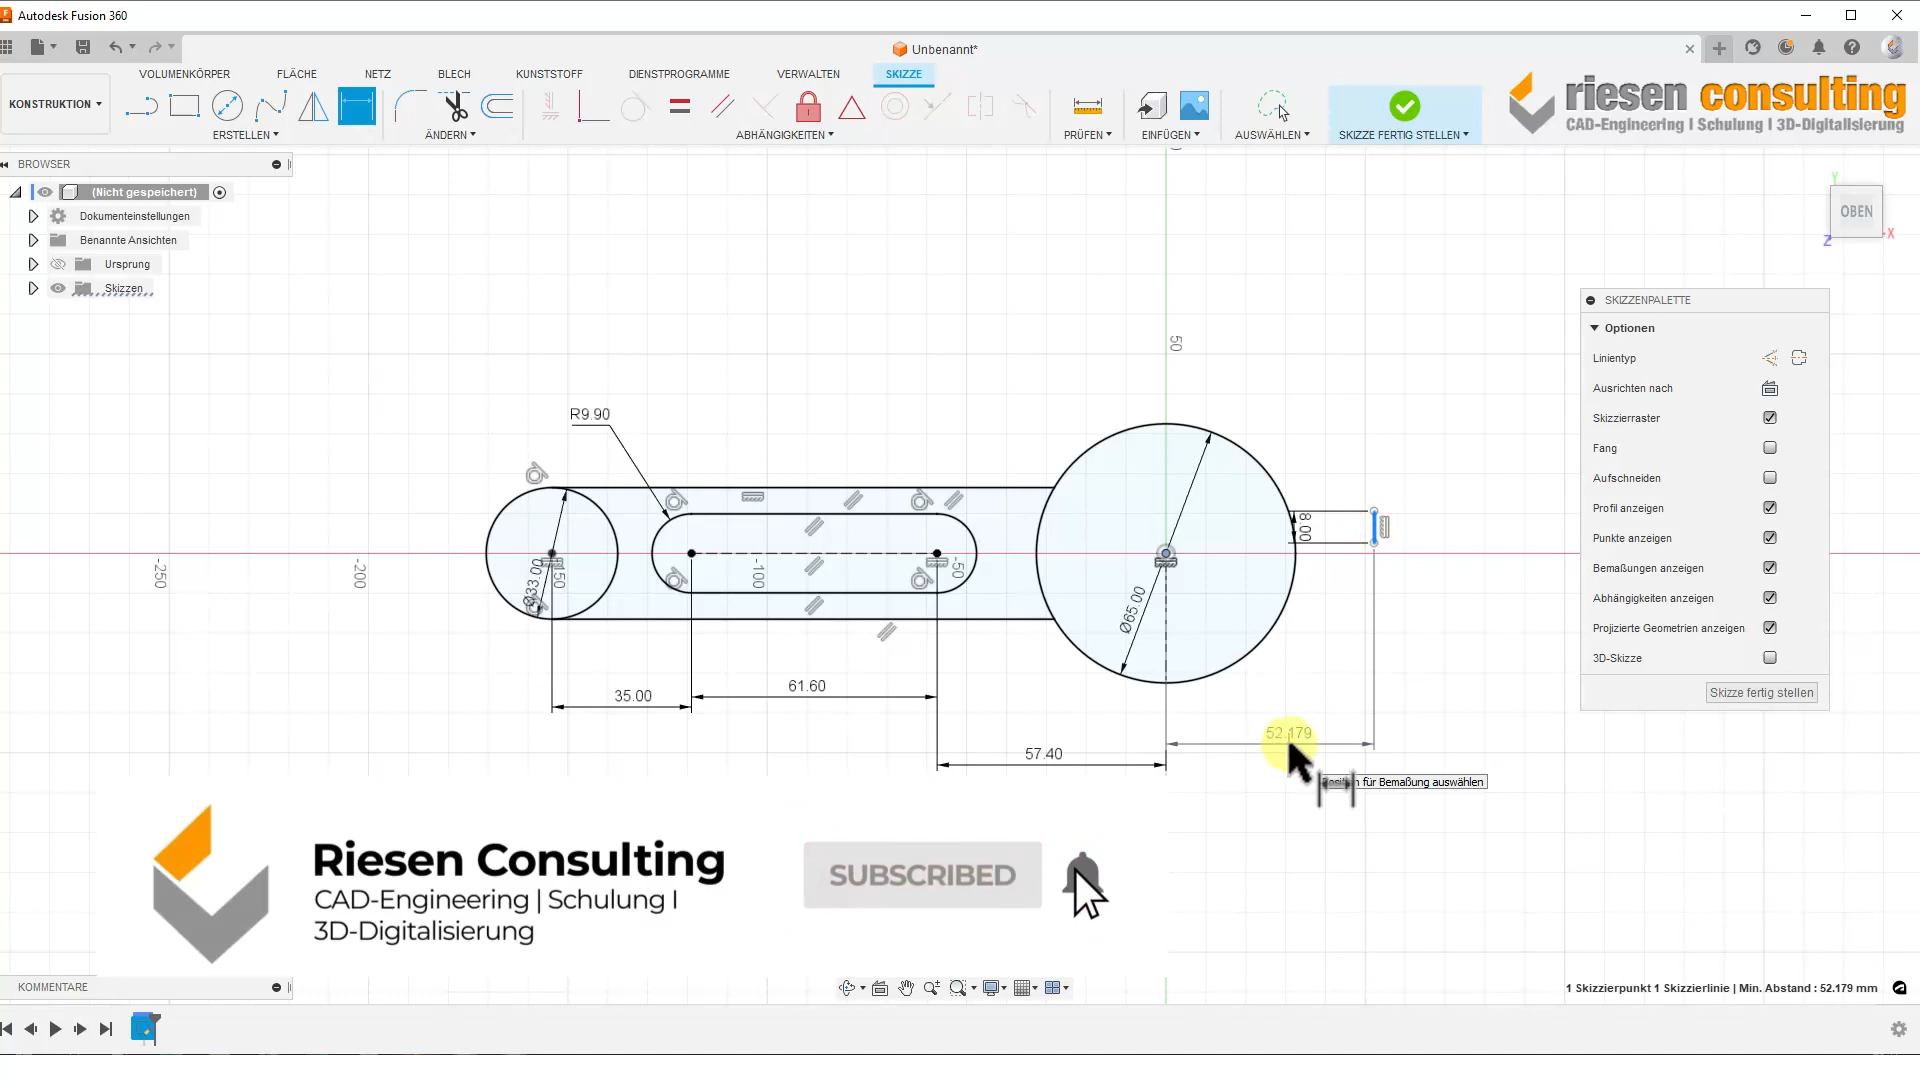 Autodesk Fusion 360
Unbenannt*
VOLUMENKÖRPER FLÄCHE NETZ BLECH KUNSTSTOFF DIENSTPROGRAMME VERWALTEN SKIZZE
KONSTRUKTION
ERSTELLEN ÄNDERN ABHÄNGIGKEITEN PRÜFEN EINFÜGEN AUSWÄHLEN SKIZZE FERTIG STELLEN
riesen consulting
CAD-Engineering I Schulung I 3D-Digitalisierung
BROWSER
(Nicht gespeichert)
Dokumenteinstellungen
Benannte Ansichten
Ursprung
Skizzen
Y
OBEN
X
Z
SKIZZENPALETTE
Optionen
Linientyp
Ausrichten nach
Skizzierraster
Fang
Aufschneiden
Profil anzeigen
Punkte anzeigen
Bemaßungen anzeigen
Abhängigkeiten anzeigen
Projizierte Geometrien anzeigen
3D-Skizze
Skizze fertig stellen
50
R9.90
8.00
-250
-200
-150
-100
-50
Ø33.00
Ø65.00
35.00
61.60
57.40
52.179
für Bemaßung auswählen
Riesen Consulting
CAD-Engineering | Schulung I
3D-Digitalisierung
SUBSCRIBED
KOMMENTARE
1 Skizzierpunkt 1 Skizzierlinie | Min. Abstand : 52.179 mm